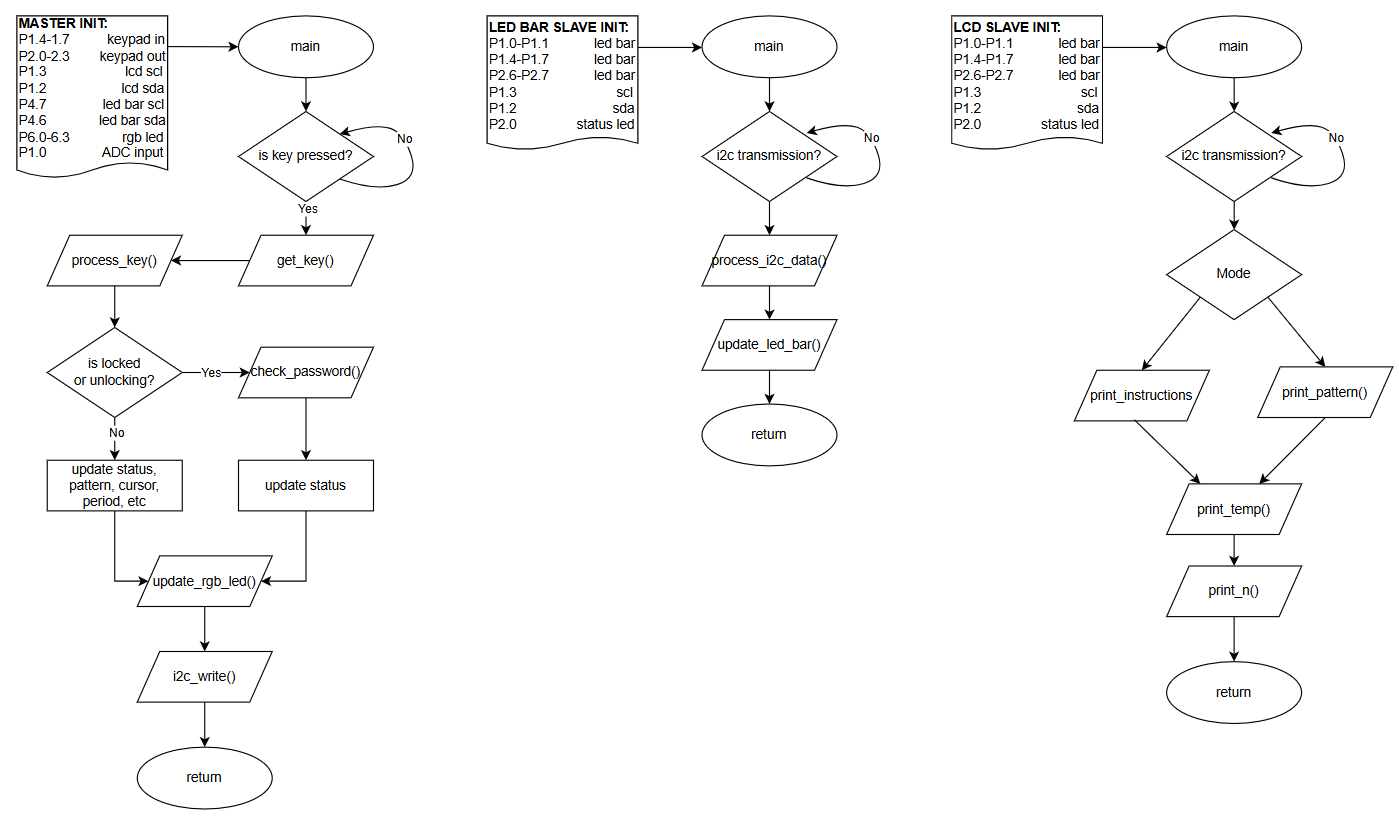 MASTER INIT:
P1.4-1.7 keypad in
P2.0-2.3 keypad out
P1.3 lcd scl
P1.2 lcd sda
P4.7 led bar scl
P4.6 led bar sda
P6.0-6.3 rgb led
P1.0 ADC input
main
is key pressed?
No
Yes
get_key()
process_key()
is locked
or unlocking?
Yes
check_password()
No
update status,
pattern, cursor,
period, etc
update status
update_rgb_led()
i2c_write()
return
LED BAR SLAVE INIT:
P1.0-P1.1 led bar
P1.4-P1.7 led bar
P2.6-P2.7 led bar
P1.3 scl
P1.2 sda
P2.0 status led
main
i2c transmission?
No
process_i2c_data()
update_led_bar()
return
LCD SLAVE INIT:
P1.0-P1.1 led bar
P1.4-P1.7 led bar
P2.6-P2.7 led bar
P1.3 scl
P1.2 sda
P2.0 status led
main
i2c transmission?
No
Mode
print_instructions
print_pattern()
print_temp()
print_n()
return